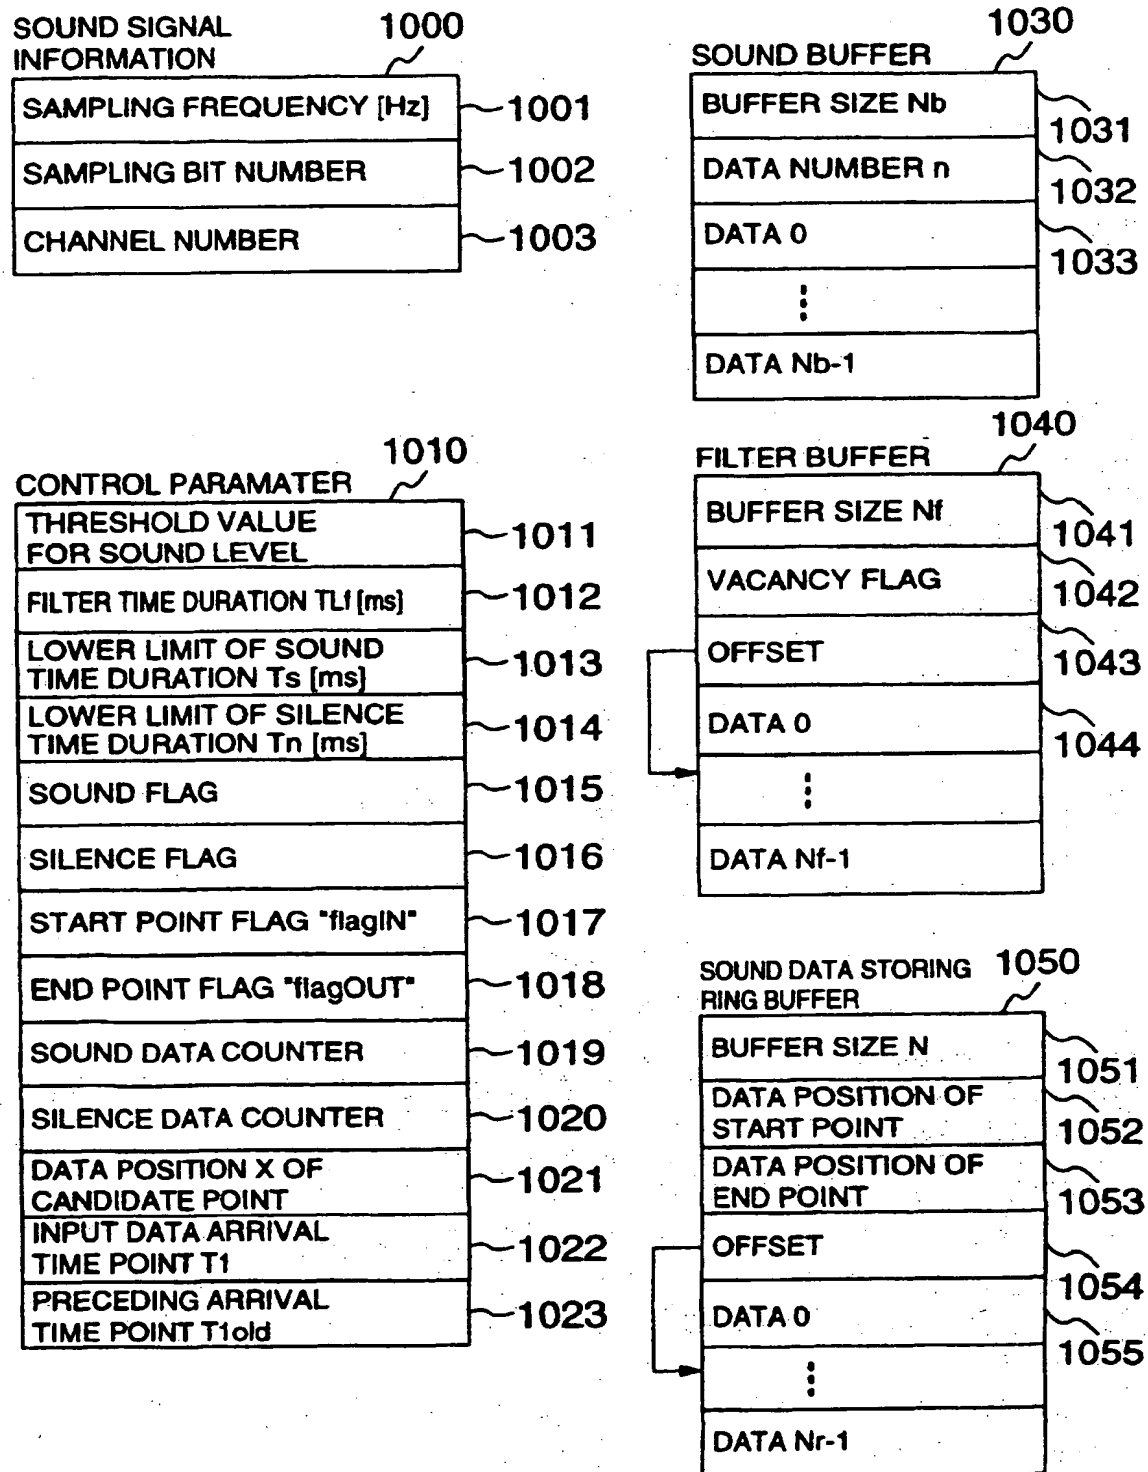 SOUND SIGNAL
INFORMATION
1000
SAMPLING FREQUENCY [Hz]
1001
SAMPLING BIT NUMBER
1002
CHANNEL NUMBER
1003
CONTROL PARAMATER
1010
THRESHOLD VALUE
FOR SOUND LEVEL
1011
FILTER TIME DURATION TLf [ms]
1012
LOWER LIMIT OF SOUND
TIME DURATION Ts [ms]
1013
LOWER LIMIT OF SILENCE
TIME DURATION Tn [ms]
1014
SOUND FLAG
1015
SILENCE FLAG
1016
START POINT FLAG "flagIN"
1017
END POINT FLAG "flagOUT"
1018
SOUND DATA COUNTER
1019
SILENCE DATA COUNTER
1020
DATA POSITION X OF
CANDIDATE POINT
1021
INPUT DATA ARRIVAL
TIME POINT T1
1022
PRECEDING ARRIVAL
TIME POINT T1old
1023
SOUND BUFFER
1030
BUFFER SIZE Nb
1031
DATA NUMBER n
1032
DATA 0
1033
DATA Nb-1
FILTER BUFFER
1040
BUFFER SIZE Nf
1041
VACANCY FLAG
1042
OFFSET
1043
DATA 0
1044
DATA Nf-1
SOUND DATA STORING
RING BUFFER
1050
BUFFER SIZE N
1051
DATA POSITION OF
START POINT
1052
DATA POSITION OF
END POINT
1053
OFFSET
1054
DATA 0
1055
DATA Nr-1